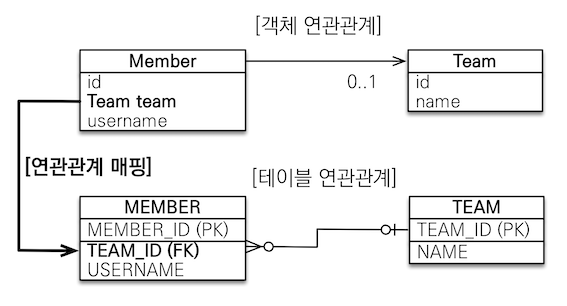 [객체 연관관계]
Member
id
Team team
username
0..1
Team
id
name
[연관관계 매핑]
[테이블 연관관계]
MEMBER
MEMBER_ID (PK)
TEAM_ID (FK)
USERNAME
TEAM
TEAM_ID (PK)
NAME